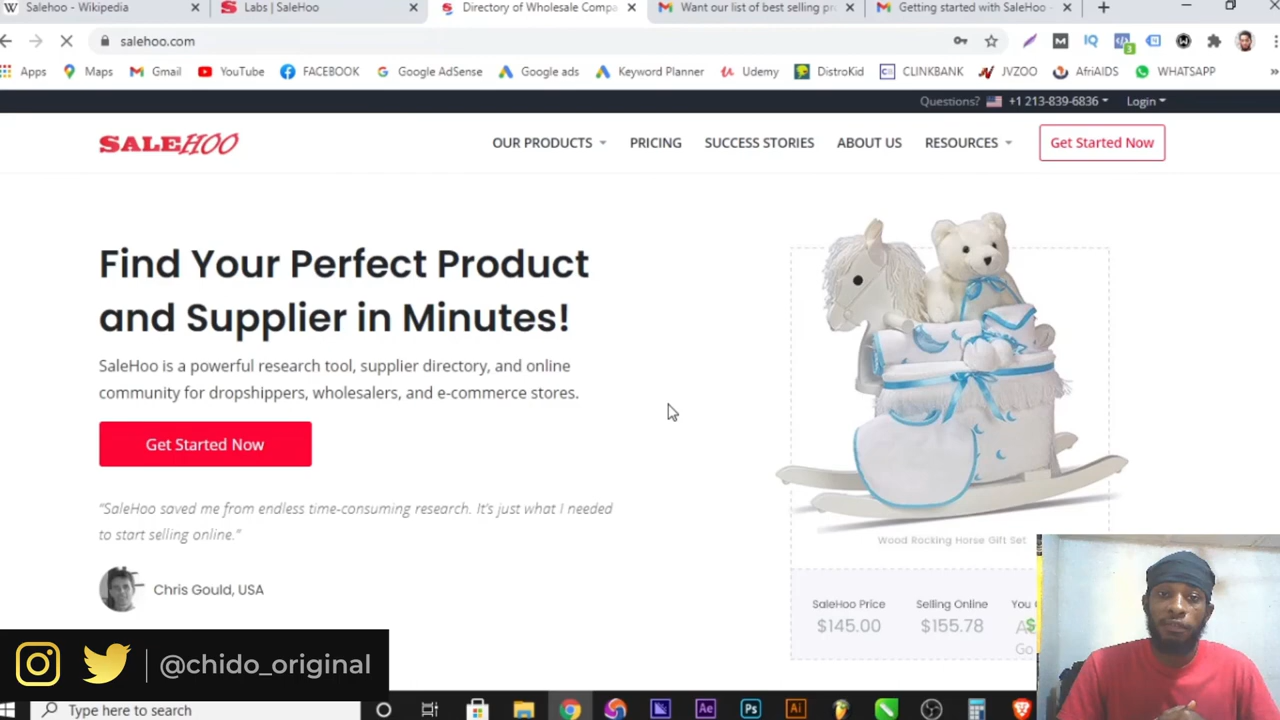 Salehoo - Wikipedia
Labs | SaleHoo
Directory of Wholesale Compa
Want our list of best selling pr
Getting started with SaleHoo -
salehoo.com
Apps
Maps
Gmail
YouTube
FACEBOOK
Google AdSense
Google ads
Keyword Planner
Udemy
DistroKid
CLINKBANK
JVZOO
AfriAIDS
WHATSAPP
Questions? +1 213-839-6836
Login
SALEHOO
OUR PRODUCTS
PRICING
SUCCESS STORIES
ABOUT US
RESOURCES
Get Started Now
Find Your Perfect Product
and Supplier in Minutes!
SaleHoo is a powerful research tool, supplier directory, and online
community for dropshippers, wholesalers, and e-commerce stores.
Get Started Now
"SaleHoo saved me from endless time-consuming research. It's just what I needed
to start selling online."
Chris Gould, USA
Wood Rocking Horse Gift Set
SaleHoo Price
$145.00
Selling Online
$155.78
You
$
@chido_original
Type here to search